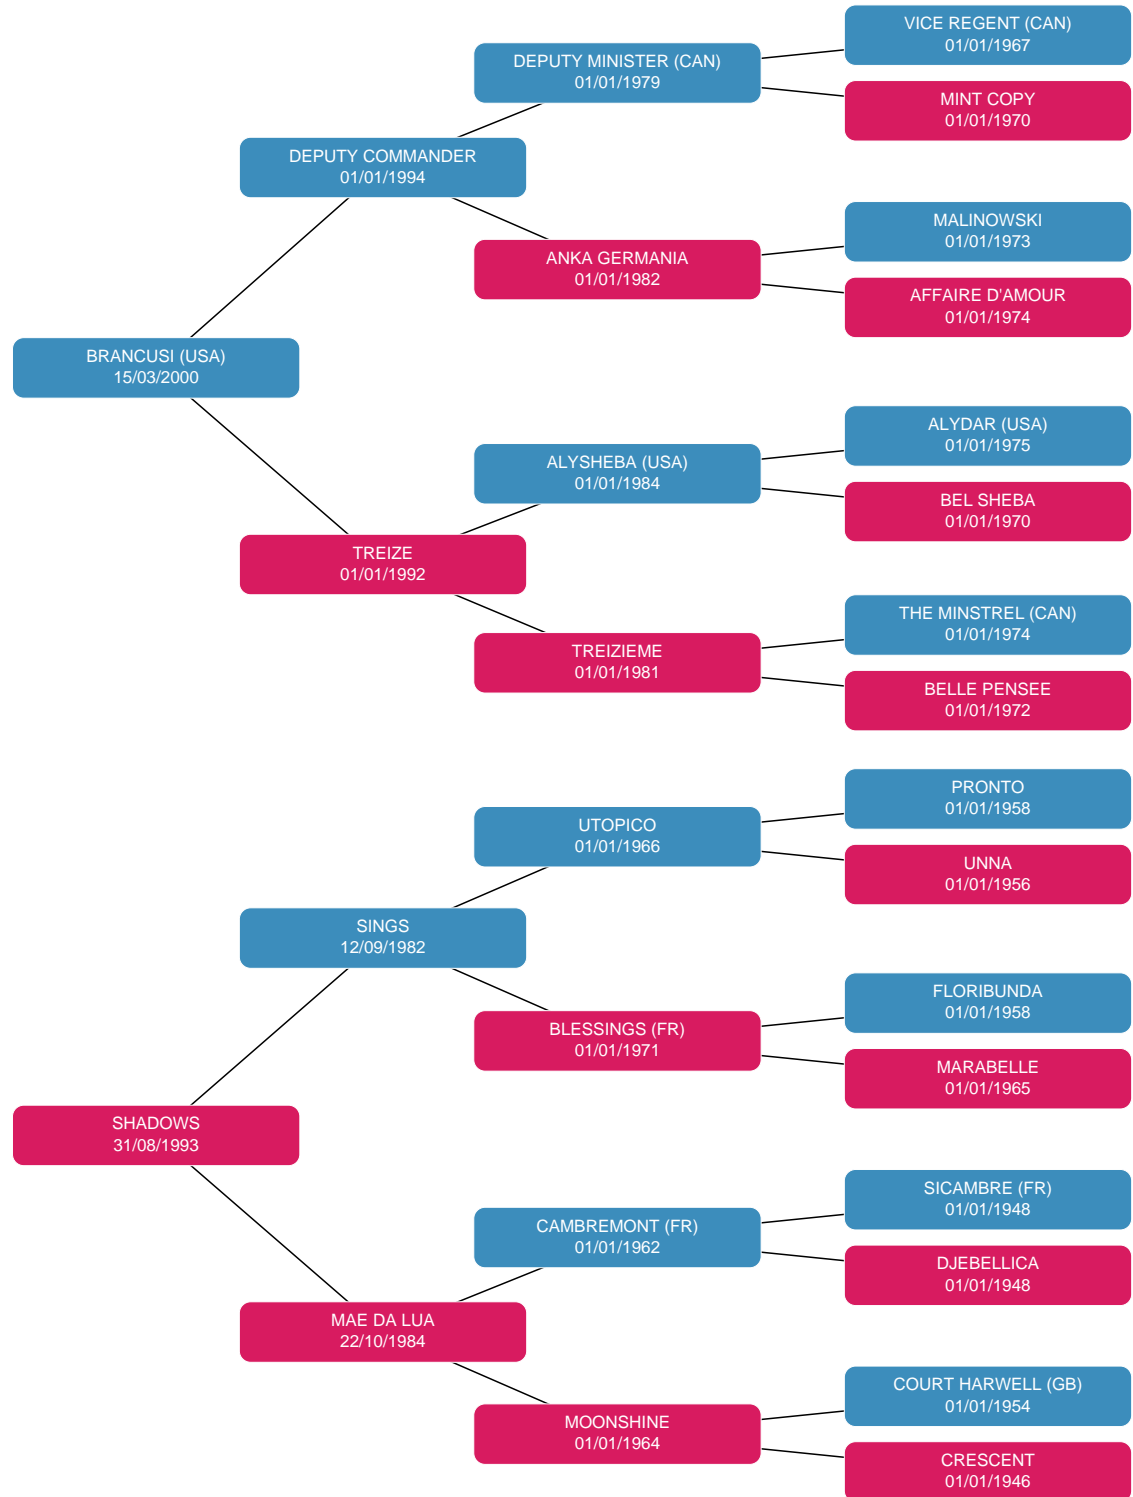 VICE REGENT (CAN)
01/01/1967
DEPUTY MINISTER (CAN)
01/01/1979
MINT COPY
01/01/1970
DEPUTY COMMANDER
01/01/1994
MALINOWSKI
01/01/1973
ANKA GERMANIA
01/01/1982
AFFAIRE D'AMOUR
01/01/1974
BRANCUSI (USA)
15/03/2000
ALYDAR (USA)
01/01/1975
ALYSHEBA (USA)
01/01/1984
BEL SHEBA
01/01/1970
TREIZE
01/01/1992
THE MINSTREL (CAN)
01/01/1974
TREIZIEME
01/01/1981
BELLE PENSEE
01/01/1972
PRONTO
01/01/1958
UTOPICO
01/01/1966
UNNA
01/01/1956
SINGS
12/09/1982
FLORIBUNDA
01/01/1958
BLESSINGS (FR)
01/01/1971
MARABELLE
01/01/1965
SHADOWS
31/08/1993
SICAMBRE (FR)
01/01/1948
CAMBREMONT (FR)
01/01/1962
DJEBELLICA
01/01/1948
MAE DA LUA
22/10/1984
COURT HARWELL (GB)
01/01/1954
MOONSHINE
01/01/1964
CRESCENT
01/01/1946